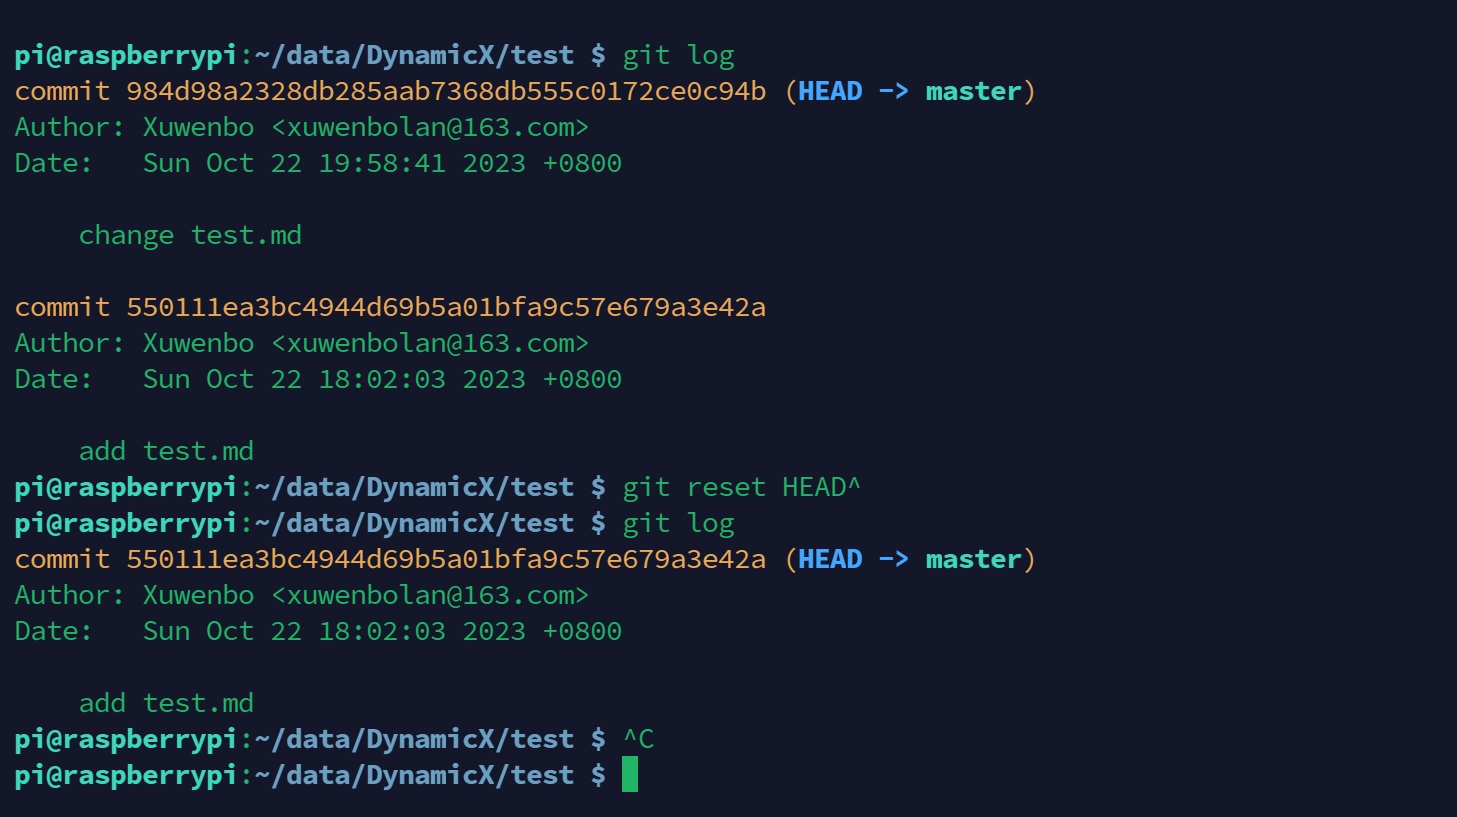 pi@raspberrypi:~/data/DynamicX/test $ git log
commit 984d98a2328db285aab7368db555c0172ce0c94b (HEAD -> master)
Author: Xuwenbo <xuwenbolan@163.com>
Date:   Sun Oct 22 19:58:41 2023 +0800
    change test.md
commit 550111ea3bc4944d69b5a01bfa9c57e679a3e42a
Author: Xuwenbo <xuwenbolan@163.com>
Date:   Sun Oct 22 18:02:03 2023 +0800
    add test.md
pi@raspberrypi:~/data/DynamicX/test $ git reset HEAD^
pi@raspberrypi:~/data/DynamicX/test $ git log
commit 550111ea3bc4944d69b5a01bfa9c57e679a3e42a (HEAD -> master)
Author: Xuwenbo <xuwenbolan@163.com>
Date:   Sun Oct 22 18:02:03 2023 +0800
    add test.md
pi@raspberrypi:~/data/DynamicX/test $ ^C
pi@raspberrypi:~/data/DynamicX/test $